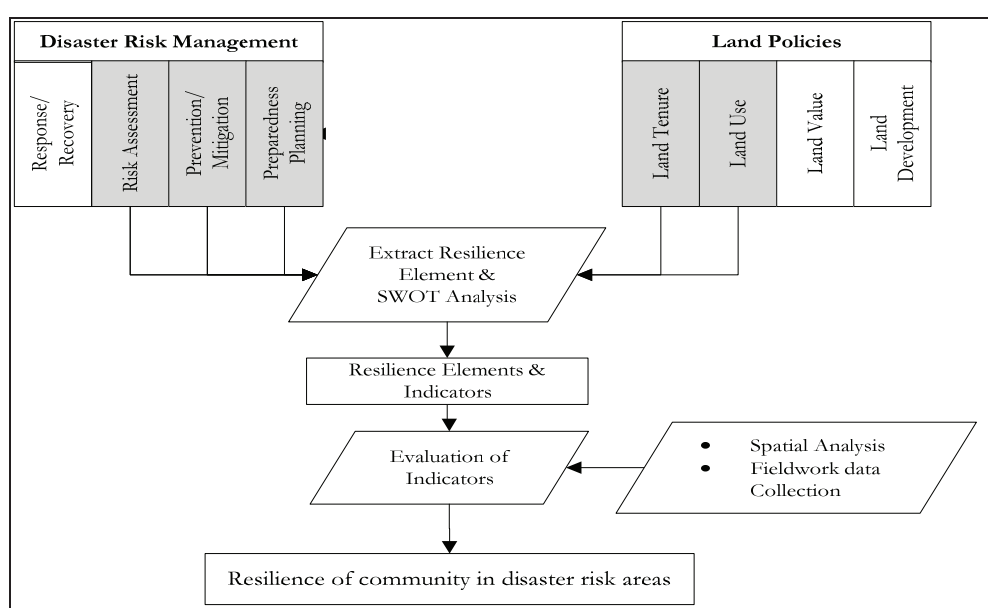 Disaster Risk Management
Response/
Recovery
Risk Assessment
Prevention/
Mitigation
Preparedness
Planning
Land Policies
Land Tenure
Land Use
Land Value
Land
Development
Extract Resilience
Element &
SWOT Analysis
Resilience Elements &
Indicators
Evaluation of
Indicators
• Spatial Analysis
• Fieldwork data
Collection
Resilience of community in disaster risk areas